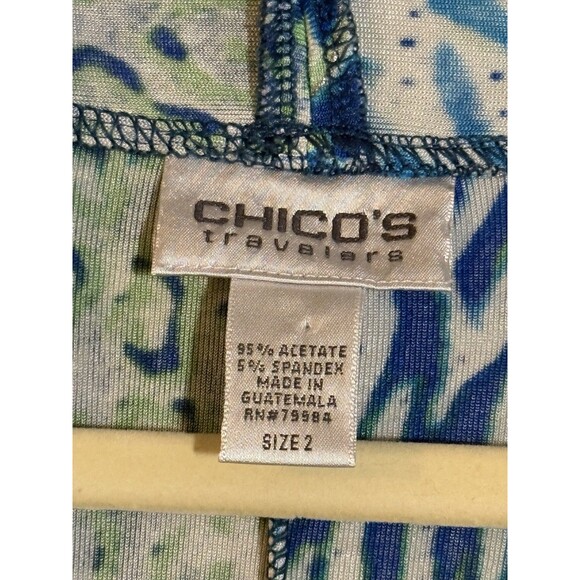 CHICO'S
travelers
95% ACETATE
5% SPANDEX
MADE IN
GUATEMALA
RN#79984
SIZE 2